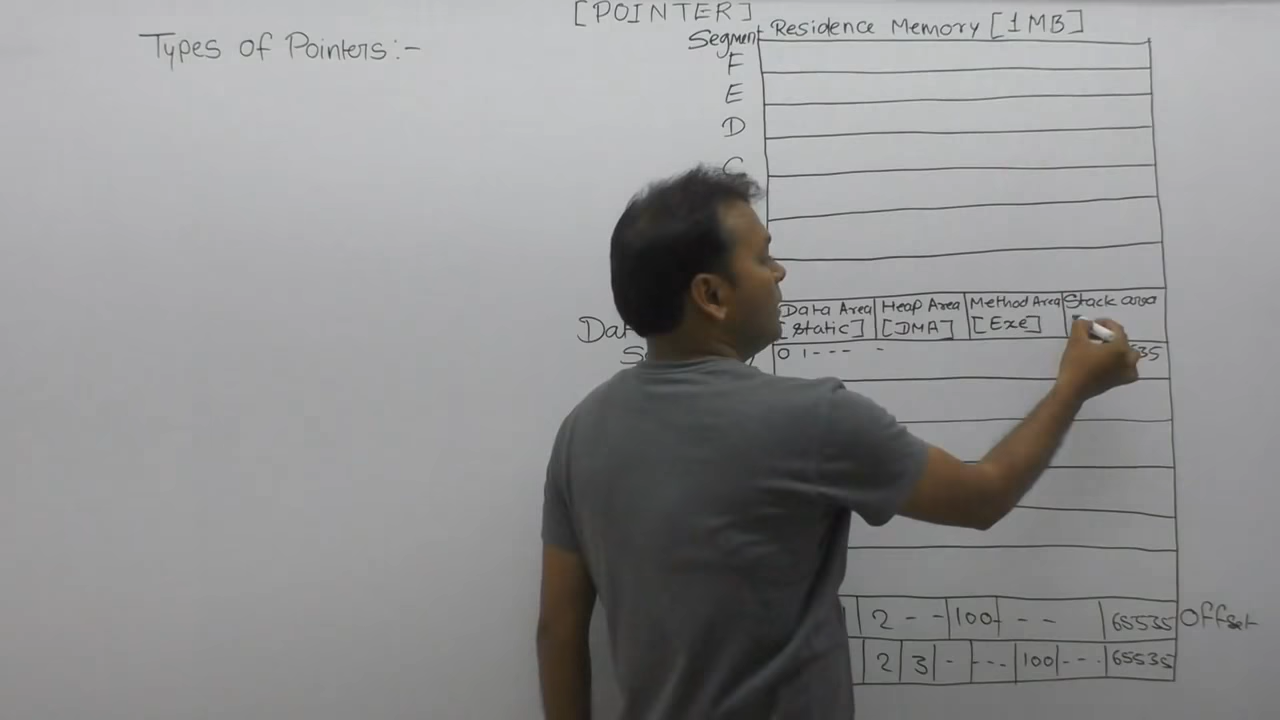 [POINTER]
Types of Pointers:-
Residence Memory [1MB]
Segment
F
E
D
C
Data Area
Heap Area
Method Area
Stack area
[Static]
[DMA]
[Exe]
0 1 - - - -
2 - - 100 - - 65535 Offset
2 3 - - - - 100 - - - 65535